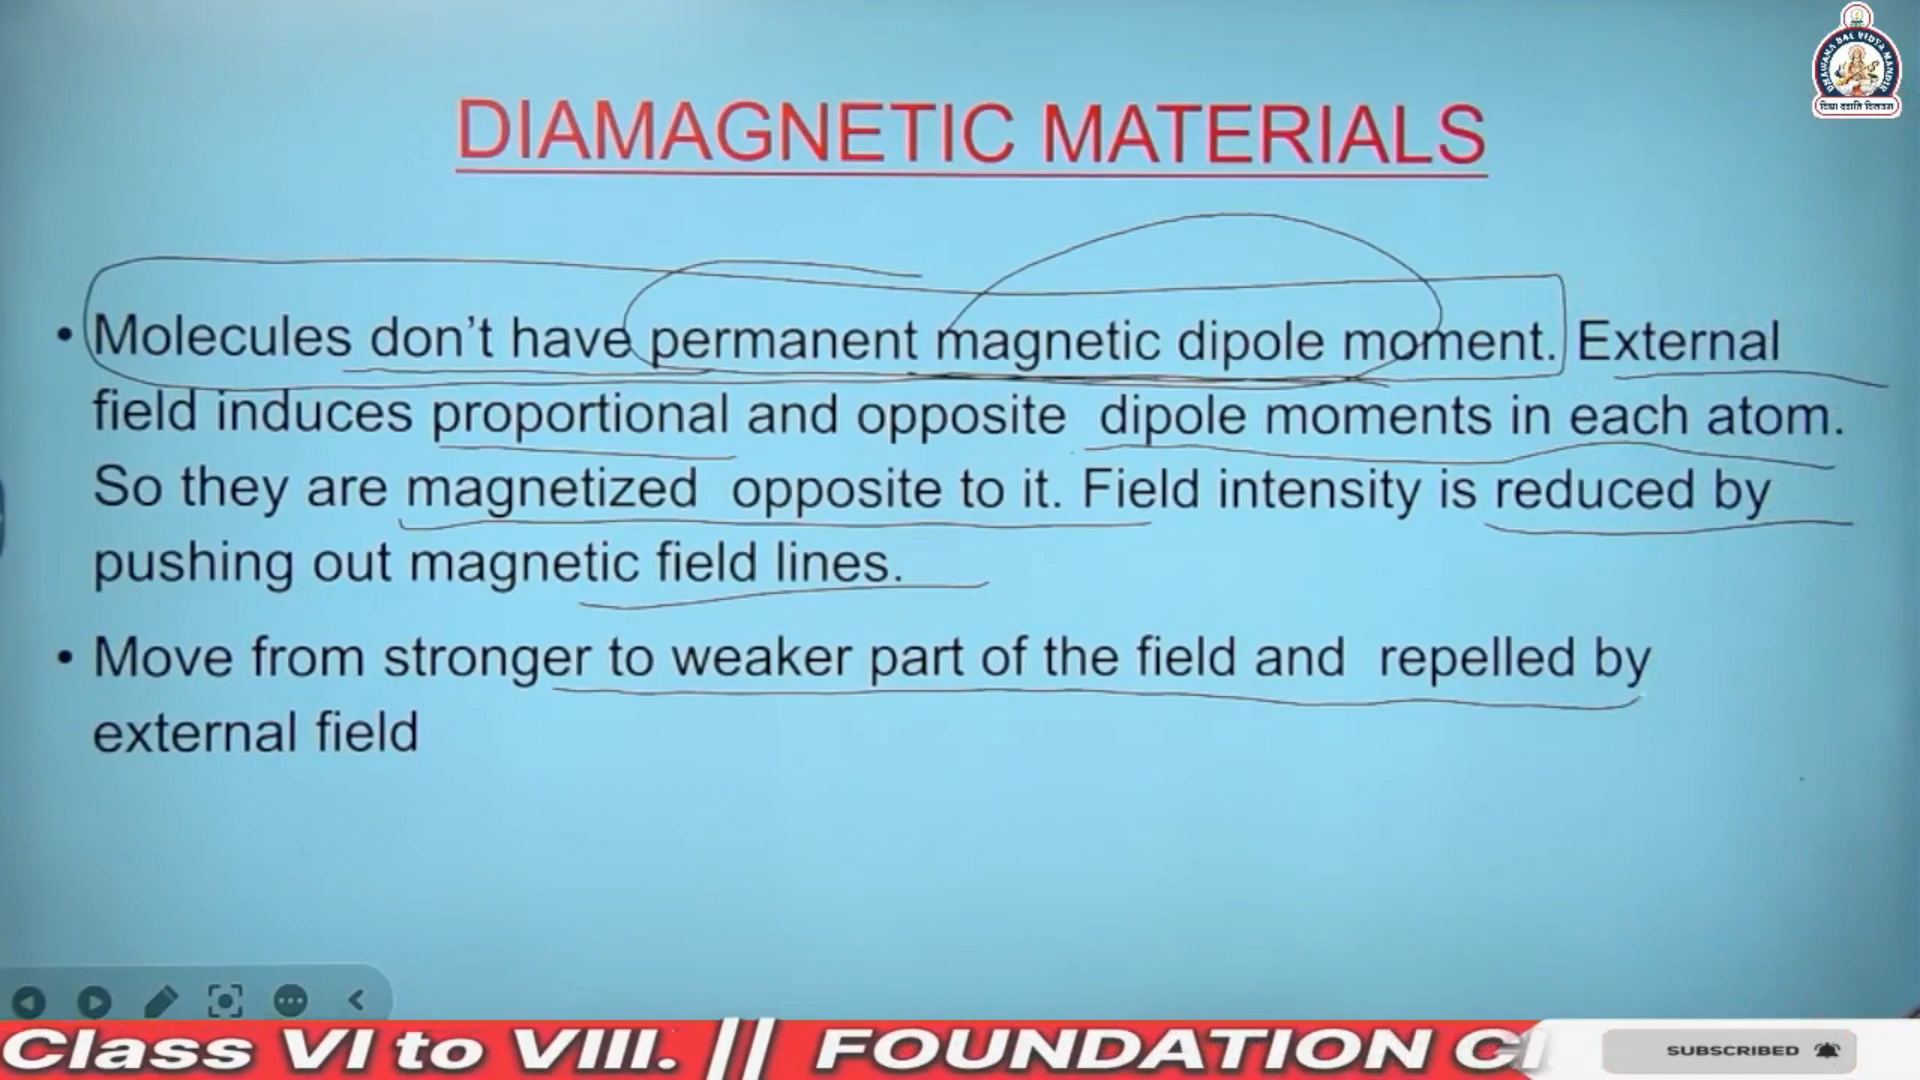 DIAMAGNETIC MATERIALS
• Molecules don't have permanent magnetic dipole moment. External
field induces proportional and opposite dipole moments in each atom.
So they are magnetized opposite to it. Field intensity is reduced by
pushing out magnetic field lines.
• Move from stronger to weaker part of the field and repelled by
external field
Class VI to VIII. || FOUNDATION
SUBSCRIBED